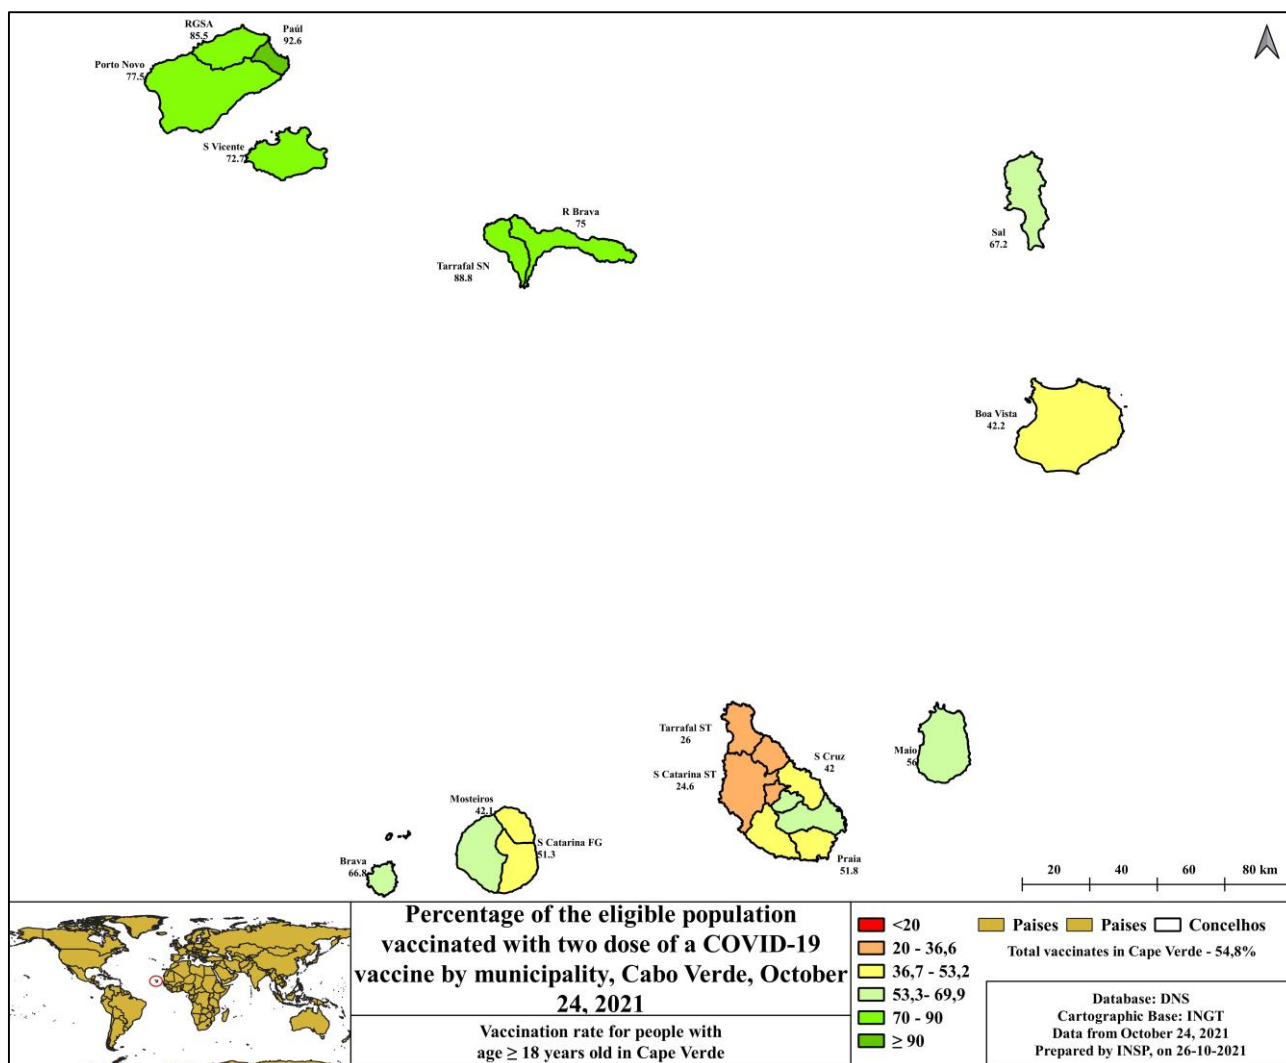 RGSA
85.5
Paúl
92.6
Porto Novo
77.5
S Vicente
72.7
R Brava
75
Tarrafal SN
88.8
Sal
67.2
Boa Vista
42.2
Tarrafal ST
26
S Cruz
42
S Catarina ST
24.6
Maio
56
Mosteiros
42.1
S Catarina FG
51.3
Brava
66.8
Praia
51.8
20 40 60 80 km
Percentage of the eligible population
vaccinated with two dose of a COVID-19
vaccine by municipality, Cabo Verde, October
24, 2021
Vaccination rate for people with
age ≥ 18 years old in Cape Verde
<20
20 - 36,6
36,7 - 53,2
53,3- 69,9
70 - 90
≥ 90
Paises Paises Concelhos
Total vaccinates in Cape Verde - 54,8%
Database: DNS
Cartographic Base: INGT
Data from October 24, 2021
Prepared by INSP, on 26-10-2021